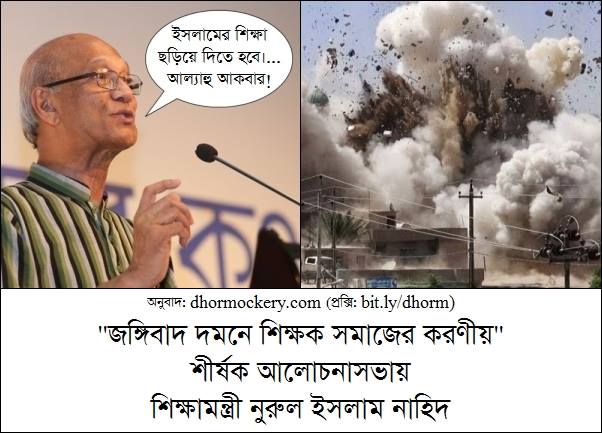 ইসলামের শিক্ষা
ছড়িয়ে দিতে হবে।...
আল্যাহু আকবার!
অনুবাদ: dhormockery.com (প্রক্সি: bit.ly/dhorm)
"জঙ্গিবাদ দমনে শিক্ষক সমাজের করণীয়"
শীর্ষক আলোচনাসভায়
শিক্ষামন্ত্রী নুরুল ইসলাম নাহিদ